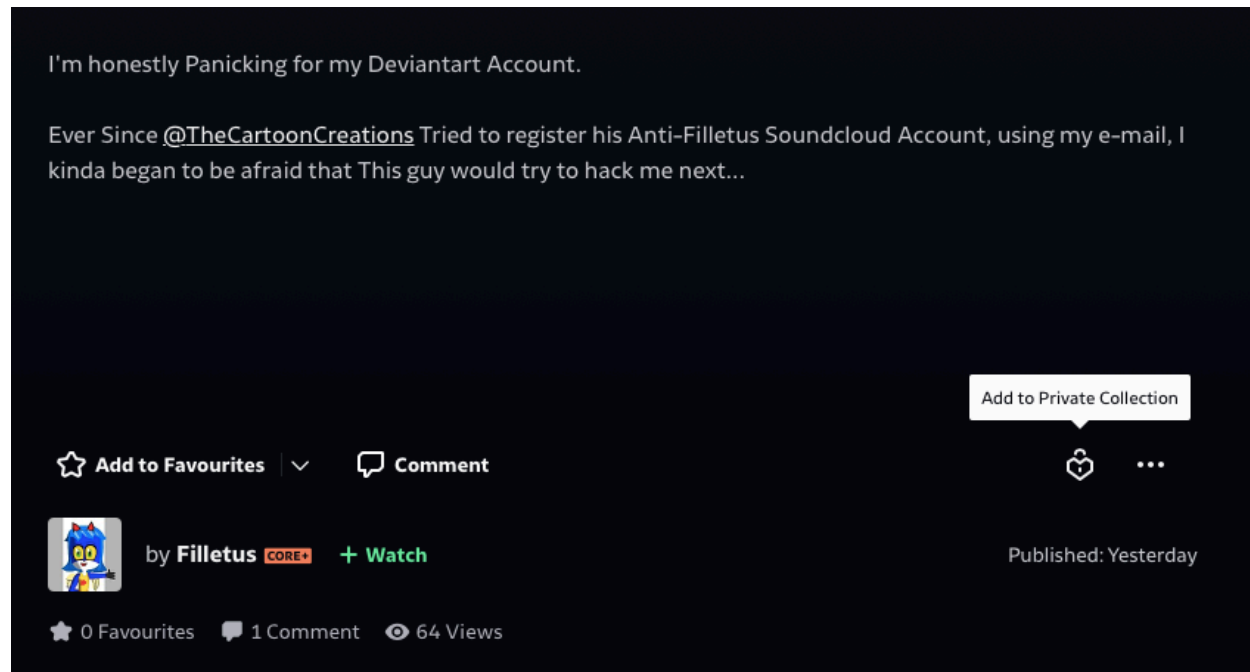 I'm honestly Panicking for my Deviantart Account.
Ever Since @TheCartoonCreations Tried to register his Anti-Filletus Soundcloud Account, using my e-mail, I
kinda began to be afraid that This guy would try to hack me next...
Add to Private Collection
Add to Favourites Comment
by Filletus CORE+ + Watch Published: Yesterday
0 Favourites 1 Comment 64 Views